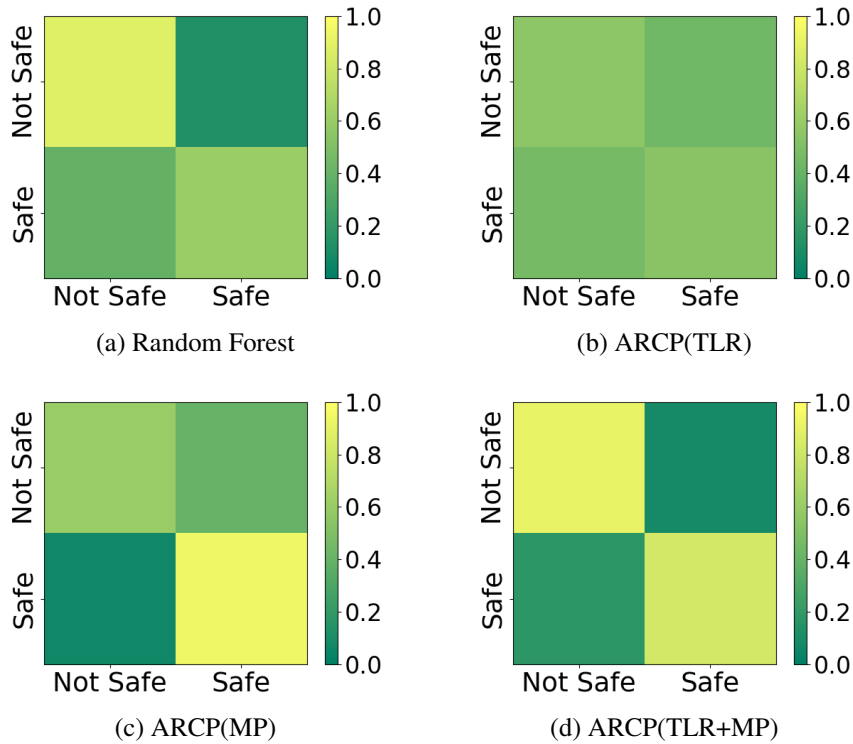 Not Safe
Safe
Not Safe Safe
1.0
0.8
0.6
0.4
0.2
0.0
(a) Random Forest
Not Safe
Safe
Not Safe Safe
1.0
0.8
0.6
0.4
0.2
0.0
(b) ARCP(TLR)
Not Safe
Safe
Not Safe Safe
1.0
0.8
0.6
0.4
0.2
0.0
(c) ARCP(MP)
Not Safe
Safe
Not Safe Safe
1.0
0.8
0.6
0.4
0.2
0.0
(d) ARCP(TLR+MP)